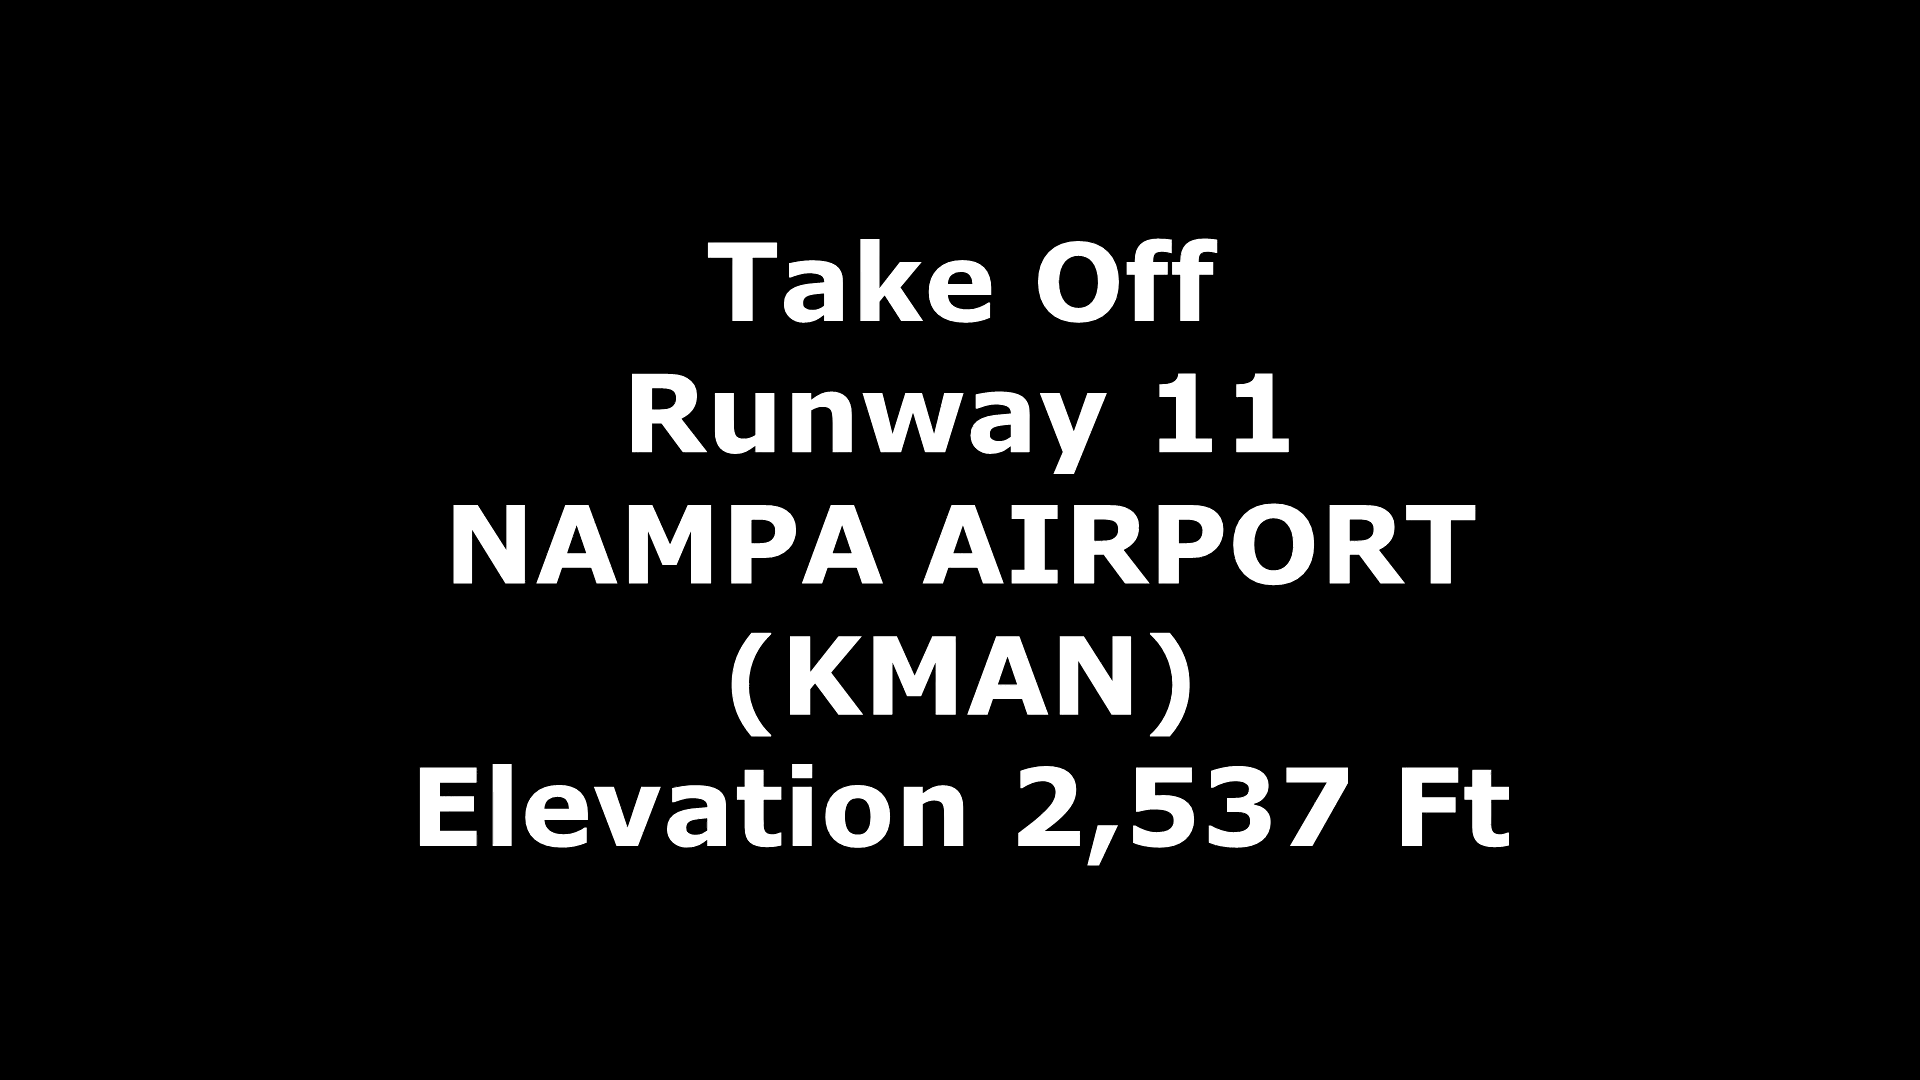 Take Off
Runway 11
NAMPA AIRPORT
(KMAN)
Elevation 2,537 Ft